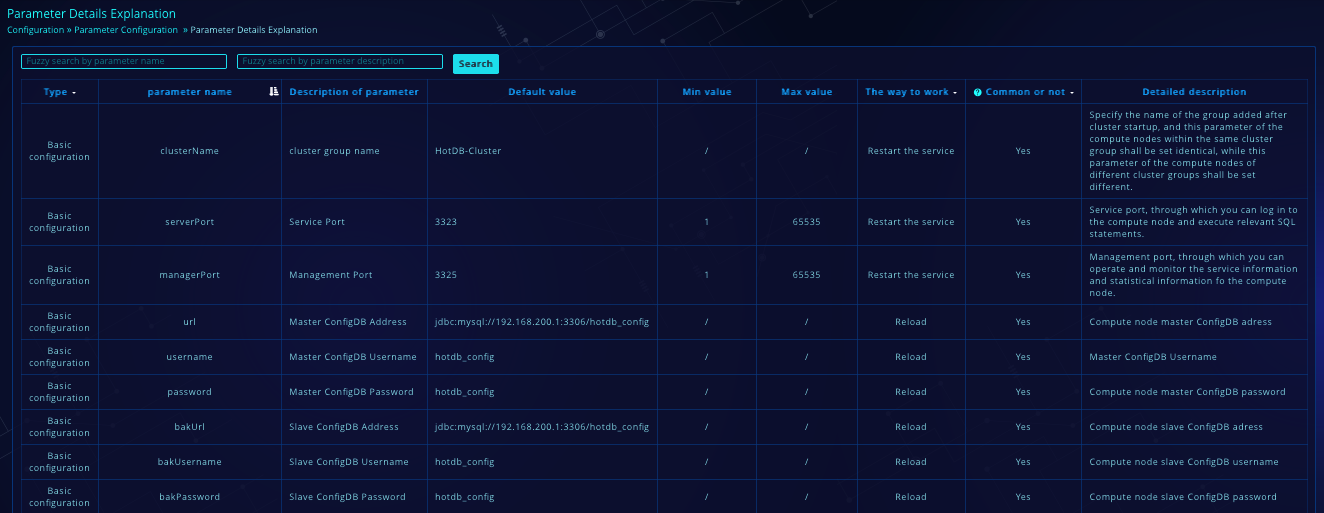 Parameter Details Explanation
Configuration » Parameter Configuration » Parameter Details Explanation
Fuzzy search by parameter name Fuzzy search by parameter description Search
Type parameter name Description of parameter Default value Min value Max value The way to work Common or not Detailed description
Basic
configuration
clusterName
cluster group name
HotDB-Cluster
/
/
Restart the service
Yes
Specify the name of the group added after
cluster startup, and this parameter of the
compute nodes within the same cluster
group shall be set identical, while this
parameter of the compute nodes of
different cluster groups shall be set
different.
Basic
configuration
serverPort
Service Port
3323
1
65535
Restart the service
Yes
Service port, through which you can log in to
the compute node and execute relevant SQL
statements.
Basic
configuration
managerPort
Management Port
3325
1
65535
Restart the service
Yes
Management port, through which you can
operate and monitor the service information
and statistical information fo the compute
node.
Basic
configuration
url
Master ConfigDB Address
jdbc:mysql://192.168.200.1:3306/hotdb_config
/
/
Reload
Yes
Compute node master ConfigDB adress
Basic
configuration
username
Master ConfigDB Username
hotdb_config
/
/
Reload
Yes
Master ConfigDB Username
Basic
configuration
password
Master ConfigDB Password
hotdb_config
/
/
Reload
Yes
Compute node master ConfigDB password
Basic
configuration
bakUrl
Slave ConfigDB Address
jdbc:mysql://192.168.200.1:3306/hotdb_config
/
/
Reload
Yes
Compute node slave ConfigDB adress
Basic
configuration
bakUsername
Slave ConfigDB Username
hotdb_config
/
/
Reload
Yes
Compute node slave ConfigDB username
Basic
configuration
bakPassword
Slave ConfigDB Password
hotdb_config
/
/
Reload
Yes
Compute node slave ConfigDB password